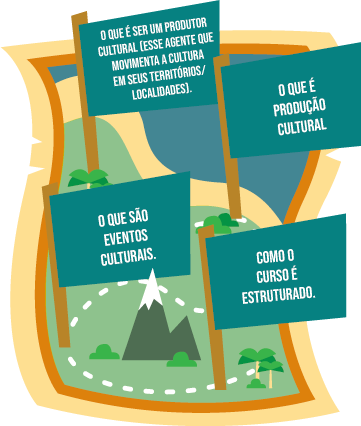 O QUE É SER UM PRODUTOR
CULTURAL (ESSE AGENTE QUE
MOVIMENTA A CULTURA
EM SEUS TERRITÓRIOS/
LOCALIDADES).
O QUE É
PRODUÇÃO
CULTURAL
O QUE SÃO
EVENTOS
CULTURAIS.
COMO O
CURSO É
ESTRUTURADO.